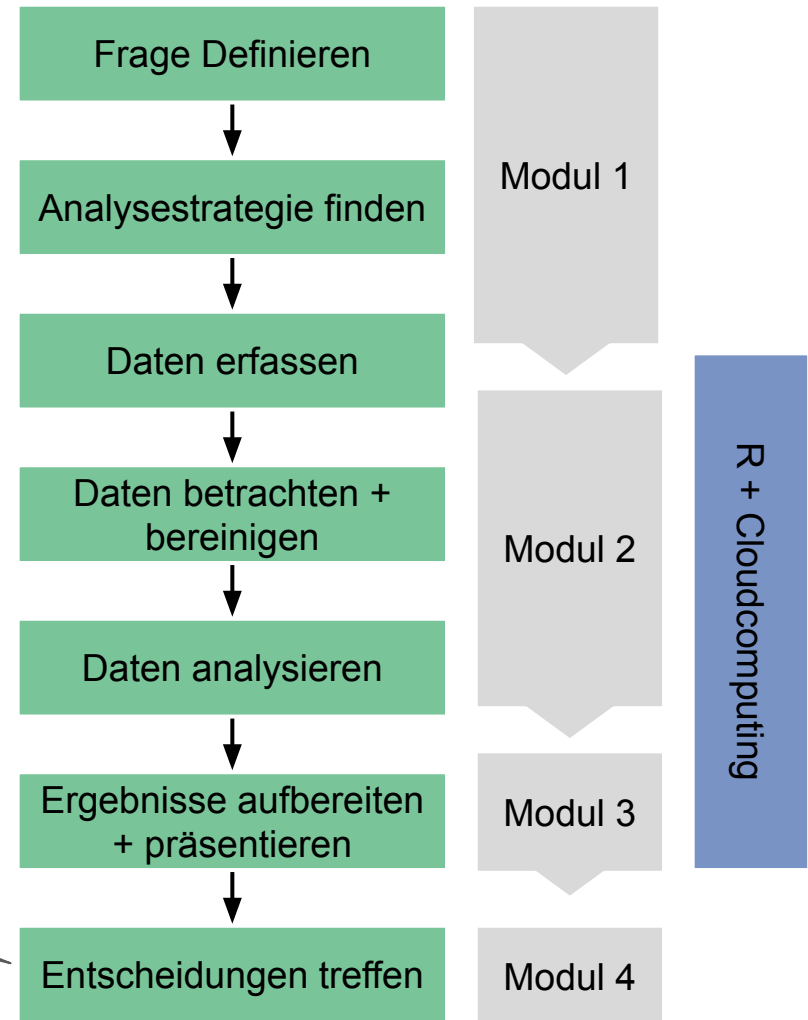 Frage Definieren
Analysestrategie finden
Daten erfassen
Daten betrachten +
bereinigen
Daten analysieren
Ergebnisse aufbereiten
+ präsentieren
Entscheidungen treffen
Modul 1
Modul 2
Modul 3
Modul 4
R + Cloudcomputing